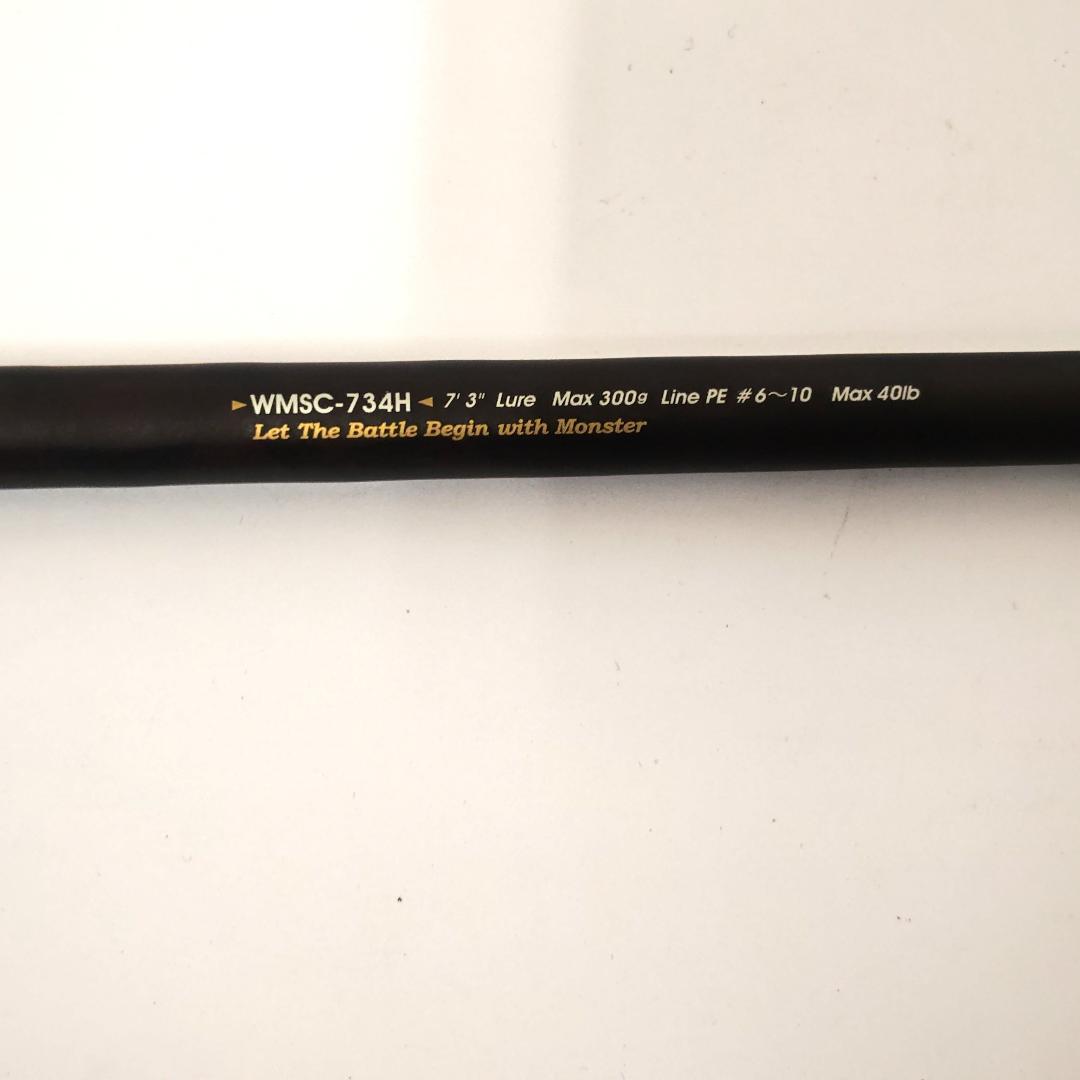 ►WMSC-734H◄ 7' 3" Lure Max 300g Line PE #6～10 Max 40lb
Let The Battle Begin with Monster